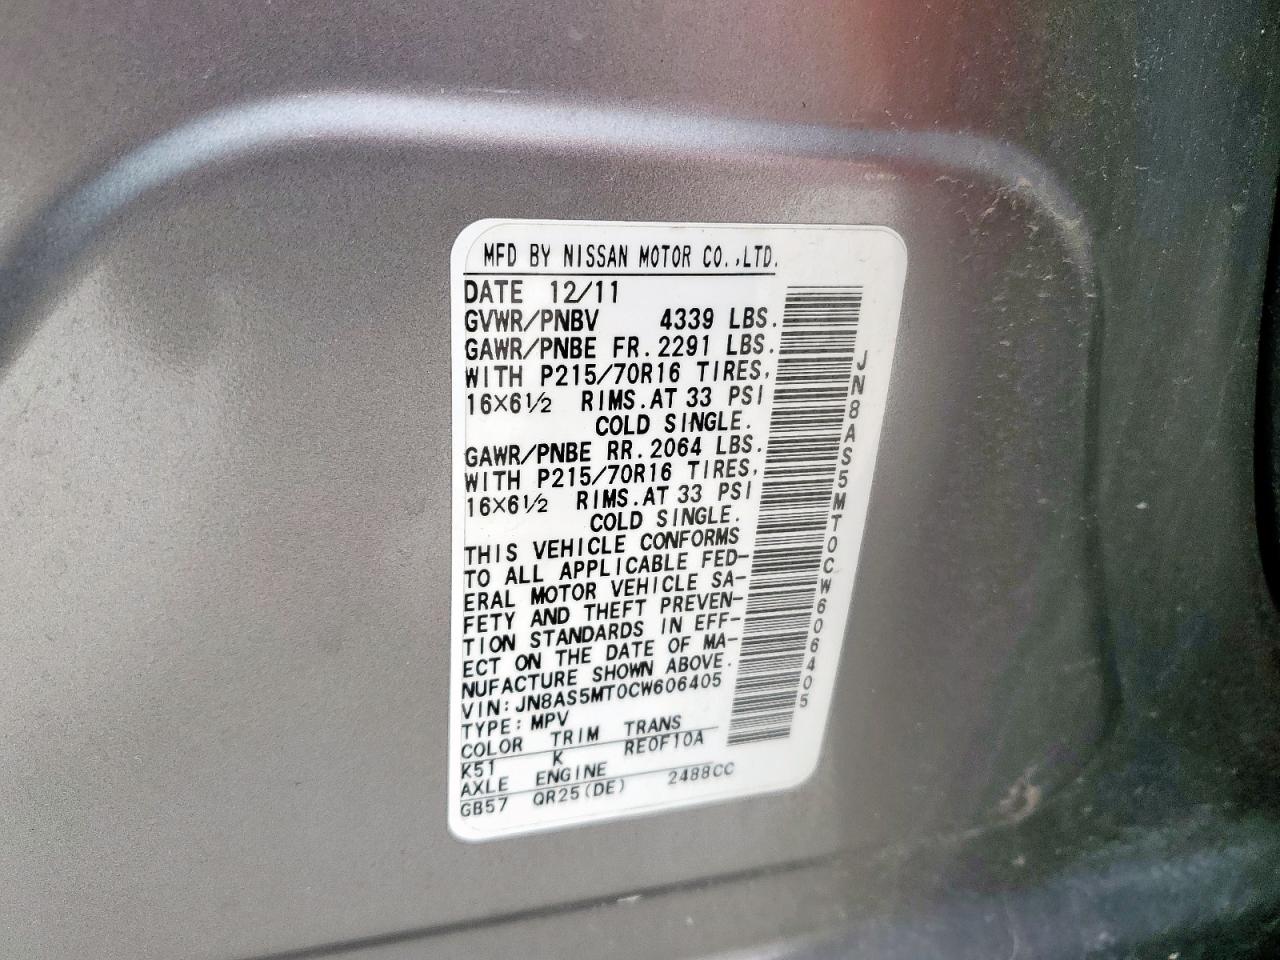 MFD BY NISSAN MOTOR CO.,LTD.
DATE 12/11
GVWR/PNBV 4339 LBS.
GAWR/PNBE FR.2291 LBS.
WITH P215/70R16 TIRES,
16X6½ RIMS.AT 33 PSI
COLD SINGLE.
GAWR/PNBE RR.2064 LBS.
WITH P215/70R16 TIRES,
16X6½ RIMS.AT 33 PSI
COLD SINGLE.
THIS VEHICLE CONFORMS
TO ALL APPLICABLE FED-
ERAL MOTOR VEHICLE SA-
FETY AND THEFT PREVEN-
TION STANDARDS IN EFF-
ECT ON THE DATE OF MA-
NUFACTURE SHOWN ABOVE.
VIN:JN8AS5MT0CW606405
TYPE:MPV
COLOR TRIM TRANS
K51 K RE0F10A
AXLE ENGINE
GB57 QR25(DE) 2488CC
JN8AS5MT0CW606405